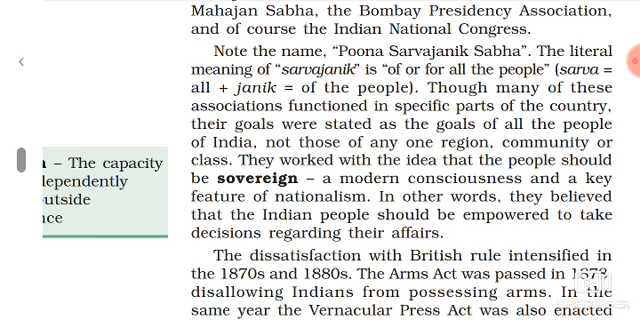 Mahajan Sabha, the Bombay Presidency Association,
and of course the Indian National Congress.
Note the name, “Poona Sarvajanik Sabha”. The literal
meaning of “sarvajanik” is “of or for all the people” (sarva =
all + janik = of the people). Though many of these
associations functioned in specific parts of the country,
their goals were stated as the goals of all the people
of India, not those of any one region, community or
class. They worked with the idea that the people should
be sovereign – a modern consciousness and a key
feature of nationalism. In other words, they believed
that the Indian people should be empowered to take
decisions regarding their affairs.
– The capacity
dependently
utside
nce
The dissatisfaction with British rule intensified in
the 1870s and 1880s. The Arms Act was passed in 1878,
disallowing Indians from possessing arms. In the
same year the Vernacular Press Act was also enacted